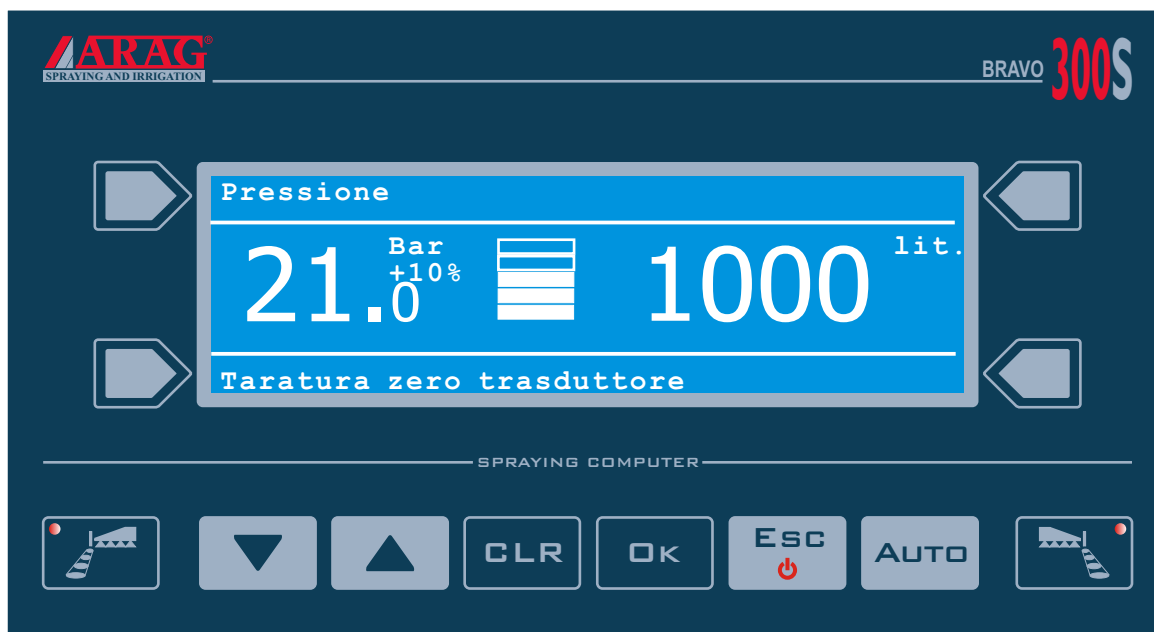 ARAG®
SPRAYING AND IRRIGATION
BRAVO 300S
Pressione
21.0 Bar +10% 1000 lit.
Taratura zero trasduttore
SPRAYING COMPUTER
CLR OK ESC AUTO